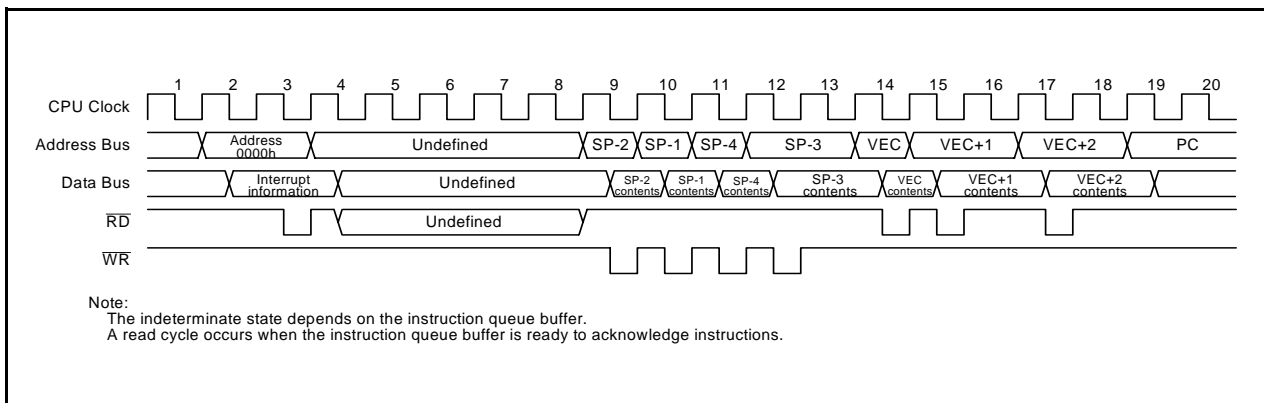 1 2 3 4 5 6 7 8 9 10 11 12 13 14 15 16 17 18 19 20
CPU Clock
Address Bus Address 0000h Undefined SP-2 SP-1 SP-4 SP-3 VEC VEC+1 VEC+2 PC
Data Bus Interrupt information Undefined SP-2 contents SP-1 contents SP-4 contents SP-3 contents VEC contents VEC+1 contents VEC+2 contents
RD Undefined
WR
Note:
The indeterminate state depends on the instruction queue buffer.
A read cycle occurs when the instruction queue buffer is ready to acknowledge instructions.